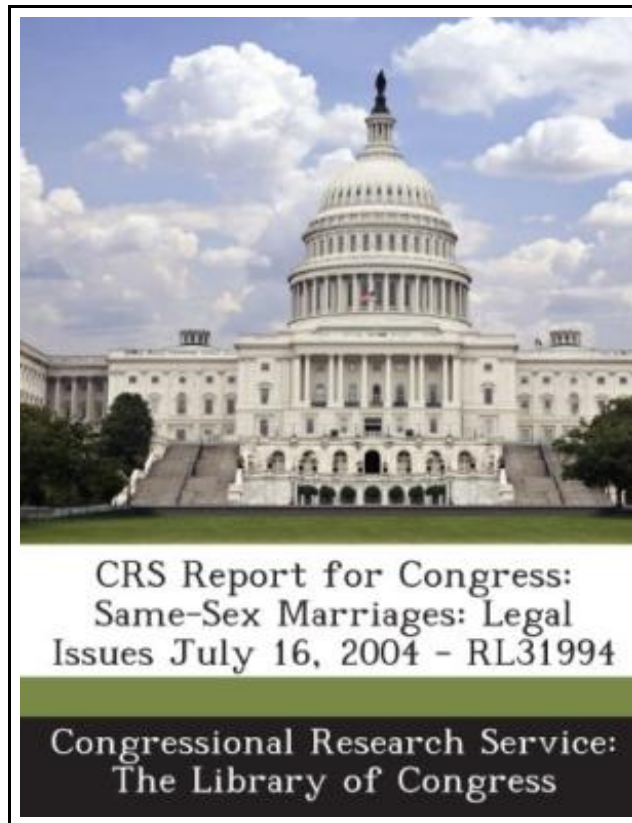 CRS Report for Congress:
Same-Sex Marriages: Legal
Issues July 16, 2004 - RL31994
Congressional Research Service:
The Library of Congress